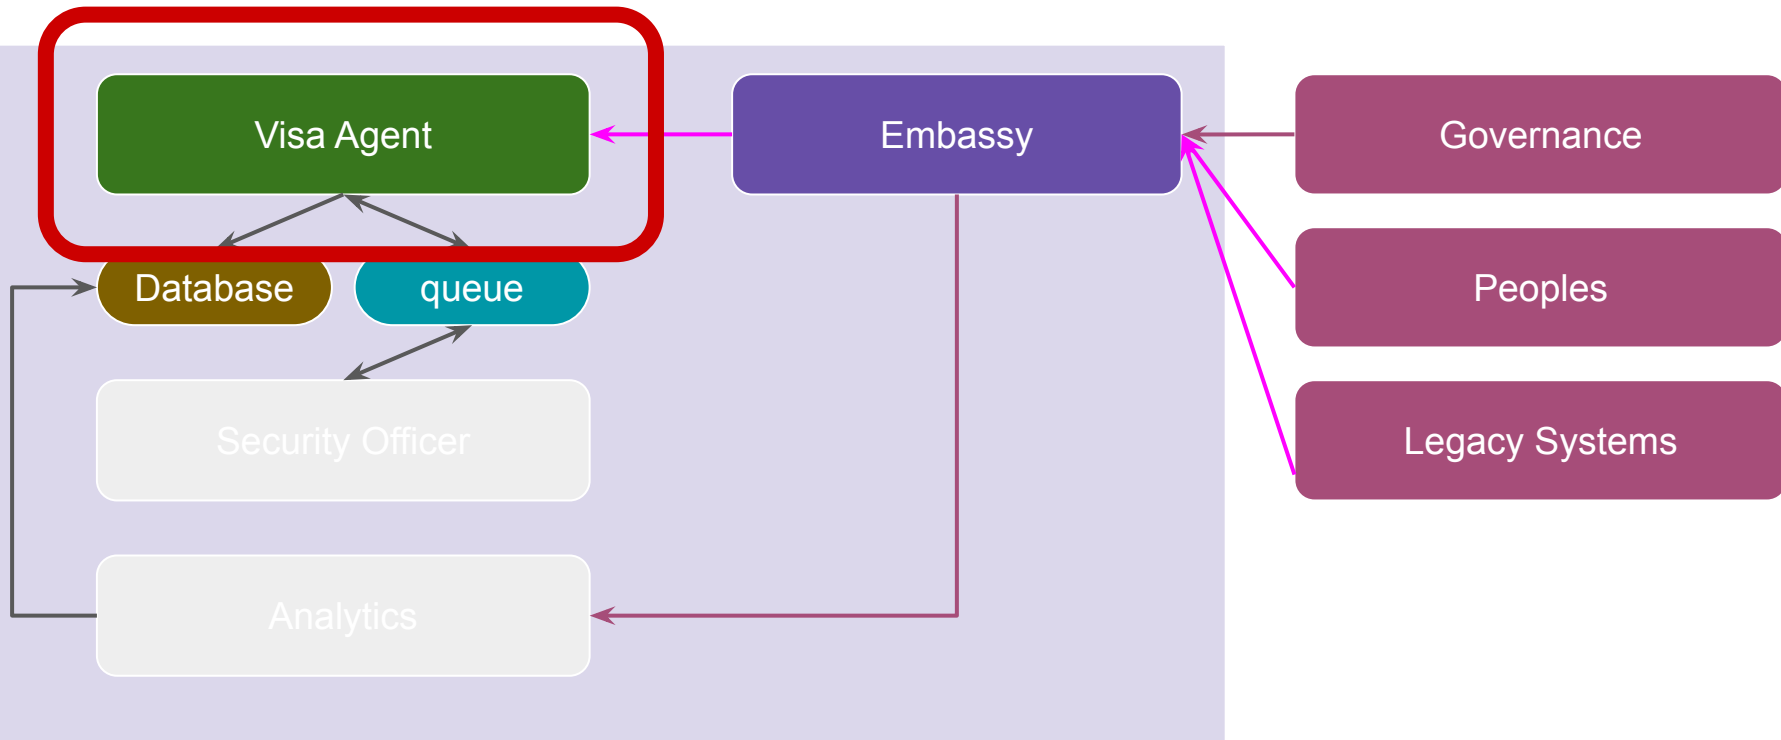 Visa Agent
Embassy
Governance
Database
queue
Peoples
Security Officer
Legacy Systems
Analytics